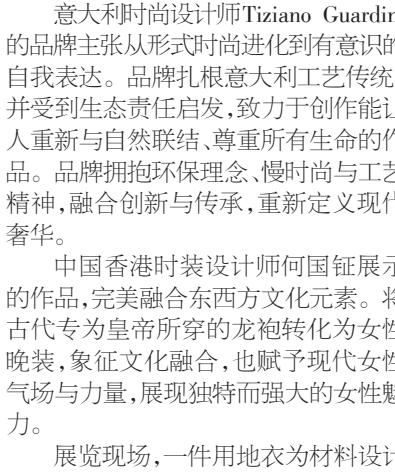 意大利时尚设计师Tiziano Guardin
的品牌主张从形式时尚进化到有意识的
自我表达。品牌扎根意大利工艺传统
并受到生态责任启发,致力于创作能让
人重新与自然联结、尊重所有生命的作
品。品牌拥抱环保理念、慢时尚与工艺
精神,融合创新与传承,重新定义现代
奢华。
中国香港时装设计师何国钲展示
的作品,完美融合东西方文化元素。将
古代专为皇帝所穿的龙袍转化为女性
晚装,象征文化融合,也赋予现代女性
气场与力量,展现独特而强大的女性魅
力。
展览现场,一件用地衣为材料设计